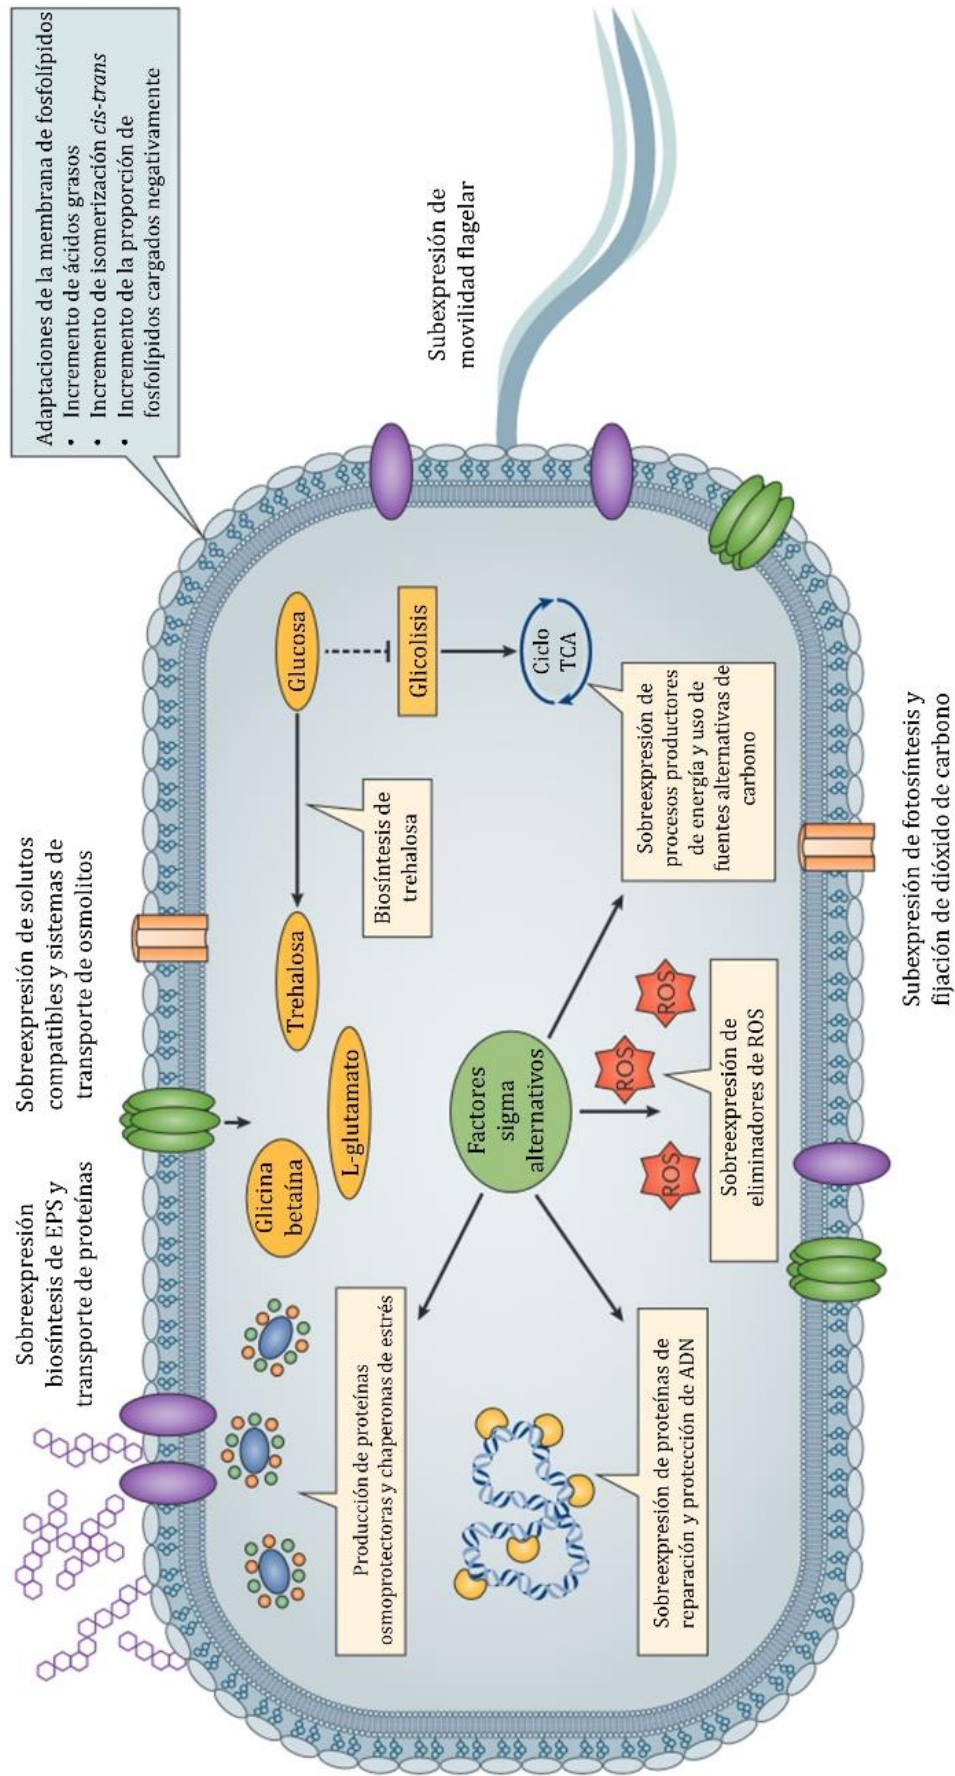 Sobreexpresión
biosíntesis de EPS y
transporte de proteínas
Sobreexpresión de solutos
compatibles y sistemas de
transporte de osmolitos
Adaptaciones de la membrana de fosfolípidos
• Incremento de ácidos grasos
• Incremento de isomerización cis-trans
• Incremento de la proporción de
fosfolípidos cargados negativamente
Producción de proteínas
osmoprotectoras y chaperonas de estrés
Glicina
betaína
L-glutamato
Trehalosa
Biosíntesis de
trehalosa
Glucosa
Glicolisis
Ciclo
TCA
Subexpresión de
movilidad flagelar
Factores
sigma
alternativos
Sobreexpresión de proteínas de
reparación y protección de ADN
ROS
ROS
ROS
Sobreexpresión de
eliminadores de ROS
Sobreexpresión de
procesos productores
de energía y uso de
fuentes alternativas de
carbono
Subexpresión de fotosíntesis y
fijación de dióxido de carbono